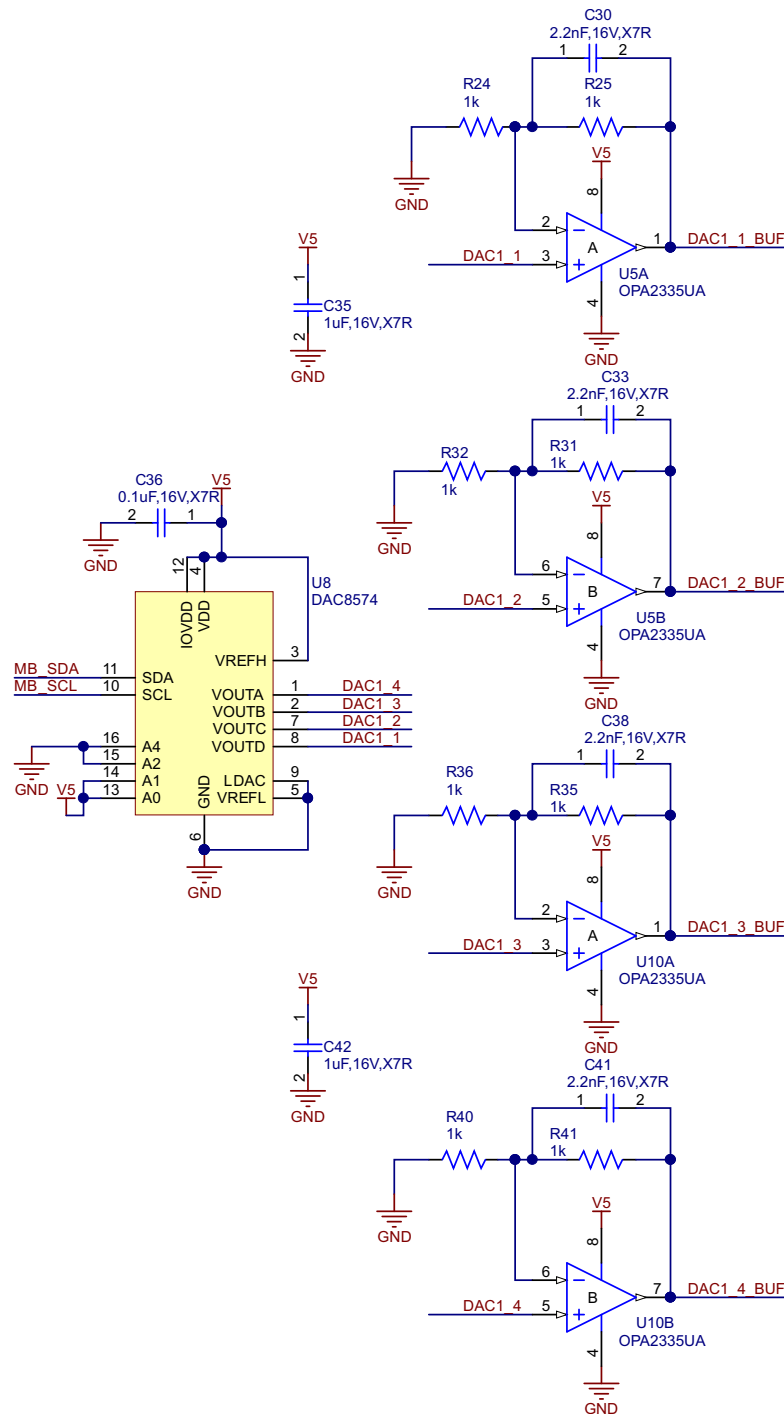 C30
2.2nF,16V,X7R
1 2
R24
1k
R25
1k
GND
V5
8
2
A
1
DAC1_1_BUF
DAC1_1
3
U5A
OPA2335UA
4
GND
V5
1
C35
1uF,16V,X7R
2
GND
C33
2.2nF,16V,X7R
1 2
R32
1k
R31
1k
GND
V5
8
6
B
7
DAC1_2_BUF
DAC1_2
5
U5B
OPA2335UA
4
GND
C36
0.1uF,16V,X7R
V5
2 1
GND
12
4
U8
DAC8574
IOVDD
VDD
VREFH
3
MB_SDA
11
SDA
MB_SCL
10
SCL
VOUTA
1
DAC1_4
VOUTB
2
DAC1_3
VOUTC
7
DAC1_2
VOUTD
8
DAC1_1
16
A4
15
A2
GND
14
A1
V5
13
A0
GND
LDAC
9
VREFL
5
6
GND
C38
2.2nF,16V,X7R
1 2
R36
1k
R35
1k
GND
V5
8
2
A
1
DAC1_3_BUF
DAC1_3
3
U10A
OPA2335UA
4
GND
V5
1
C42
1uF,16V,X7R
2
GND
C41
2.2nF,16V,X7R
1 2
R40
1k
R41
1k
GND
V5
8
6
B
7
DAC1_4_BUF
DAC1_4
5
U10B
OPA2335UA
4
GND